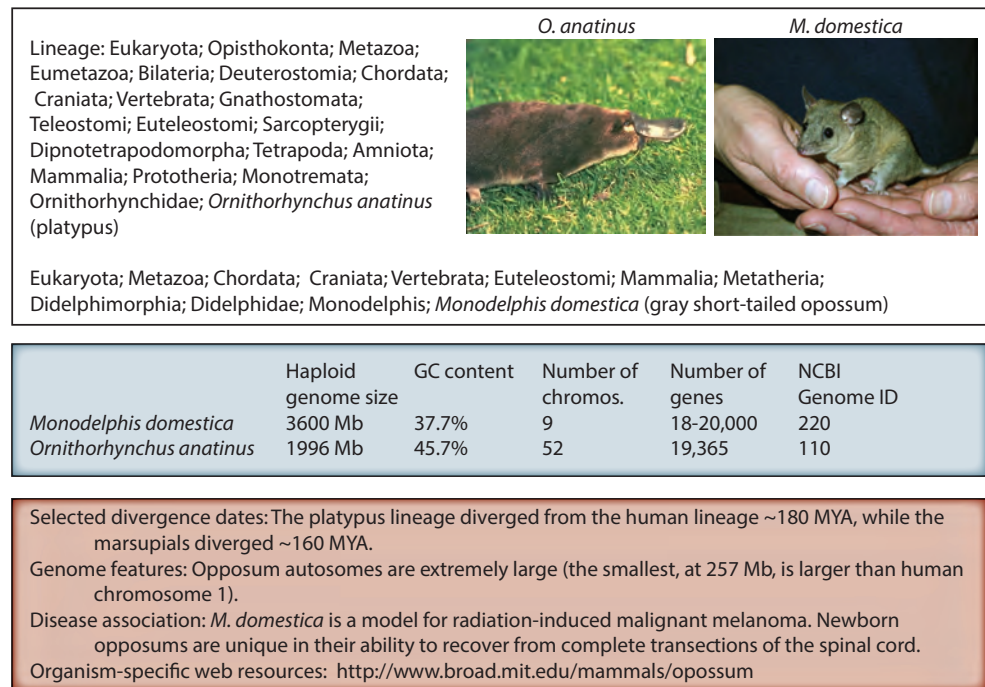 O. anatinus
M. domestica
Lineage: Eukaryota; Opisthokonta; Metazoa;
Eumetazoa; Bilateria; Deuterostomia; Chordata;
Craniata; Vertebrata; Gnathostomata;
Teleostomi; Euteleostomi; Sarcopterygii;
Dipnotetrapodomorpha; Tetrapoda; Amniota;
Mammalia; Prototheria; Monotremata;
Ornithorhynchidae; Ornithorhynchus anatinus
(platypus)
Eukaryota; Metazoa; Chordata; Craniata; Vertebrata; Euteleostomi; Mammalia; Metatheria;
Didelphimorphia; Didelphidae; Monodelphis; Monodelphis domestica (gray short-tailed opossum)
Haploid GC content Number of Number of NCBI
genome size chromos. genes Genome ID
Monodelphis domestica 3600 Mb 37.7% 9 18-20,000 220
Ornithorhynchus anatinus 1996 Mb 45.7% 52 19,365 110
Selected divergence dates: The platypus lineage diverged from the human lineage ~180 MYA, while the
marsupials diverged ~160 MYA.
Genome features: Opposum autosomes are extremely large (the smallest, at 257 Mb, is larger than human
chromosome 1).
Disease association: M. domestica is a model for radiation-induced malignant melanoma. Newborn
opposums are unique in their ability to recover from complete transections of the spinal cord.
Organism-specific web resources: http://www.broad.mit.edu/mammals/opossum